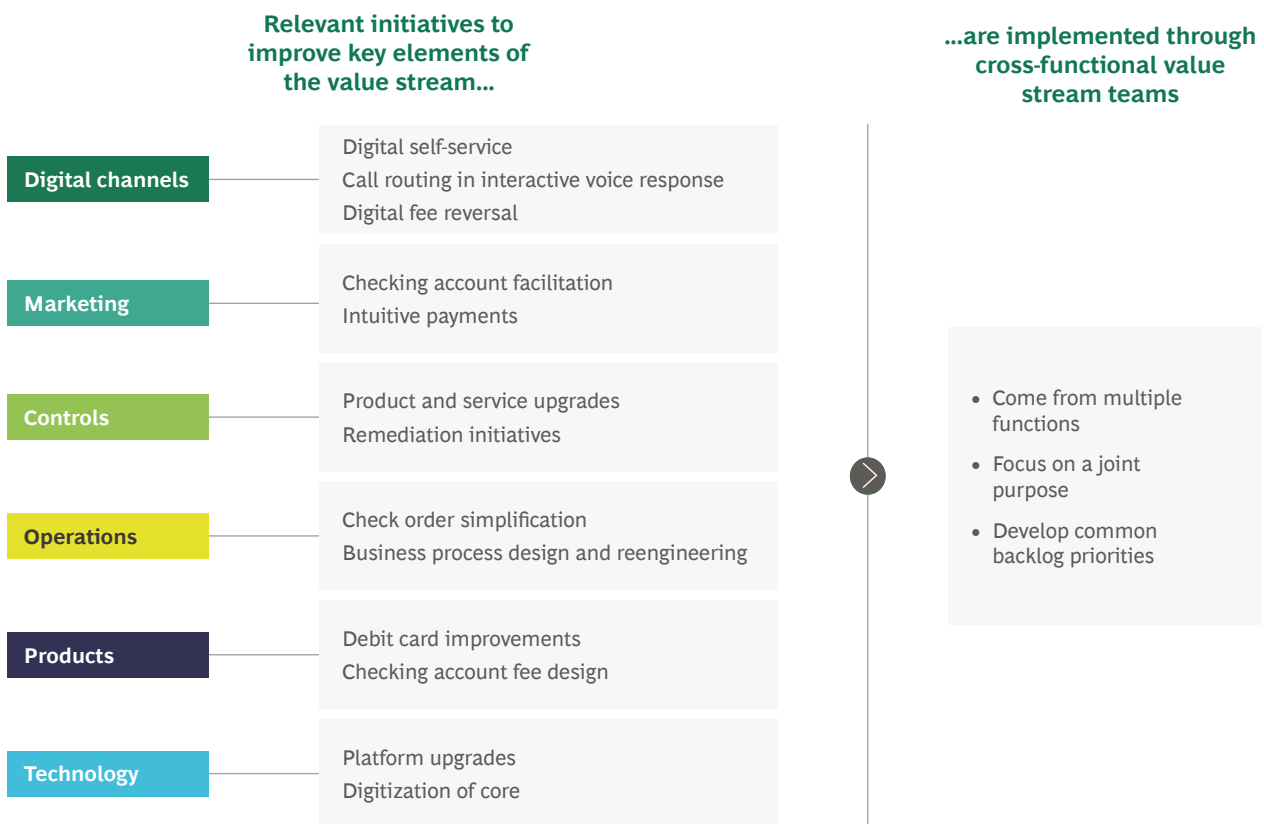 Relevant initiatives to
improve key elements of
the value stream...
...are implemented through
cross-functional value
stream teams
Digital channels
Digital self-service
Call routing in interactive voice response
Digital fee reversal
Marketing
Checking account facilitation
Intuitive payments
Controls
Product and service upgrades
Remediation initiatives
Operations
Check order simplification
Business process design and reengineering
Products
Debit card improvements
Checking account fee design
Technology
Platform upgrades
Digitization of core
• Come from multiple
functions
• Focus on a joint
purpose
• Develop common
backlog priorities